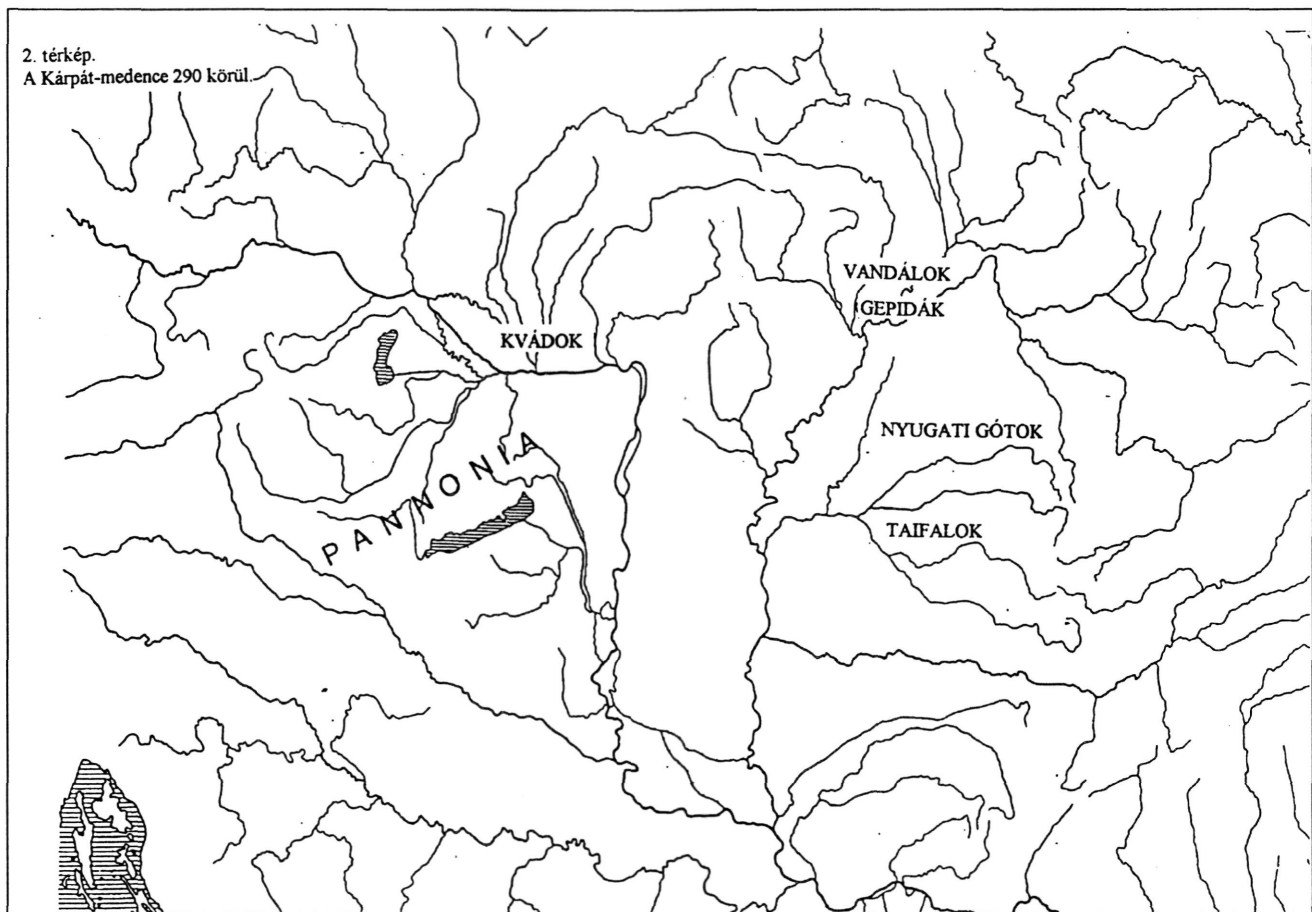 2. térkép.
A Kárpát-medence 290 körül.
VANDÁLOK
~
GEPIDÁK
KVÁDOK
NYUGATI GÓTOK
PANNONIA
TAIFALOK